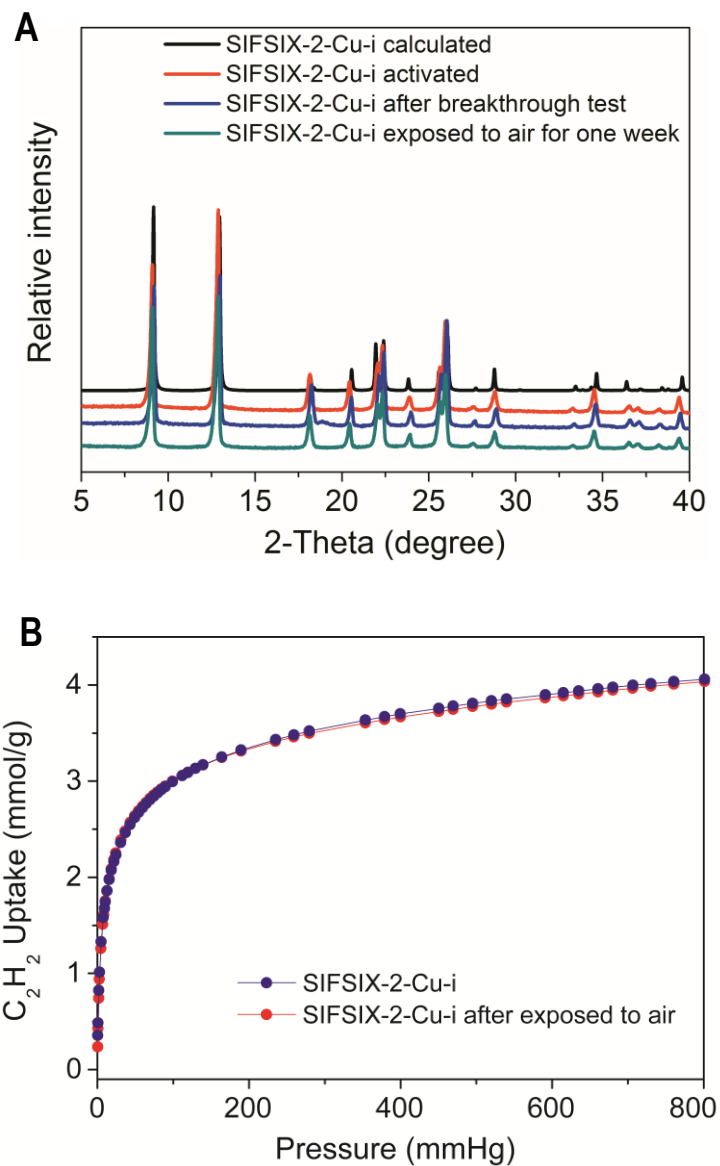 A
SIFSIX-2-Cu-i calculated
SIFSIX-2-Cu-i activated
SIFSIX-2-Cu-i after breakthrough test
SIFSIX-2-Cu-i exposed to air for one week
Relative intensity
5 10 15 20 25 30 35 40
2-Theta (degree)
B
4
3
2
1
0
C₂H₂ Uptake (mmol/g)
SIFSIX-2-Cu-i
SIFSIX-2-Cu-i after exposed to air
0 200 400 600 800
Pressure (mmHg)